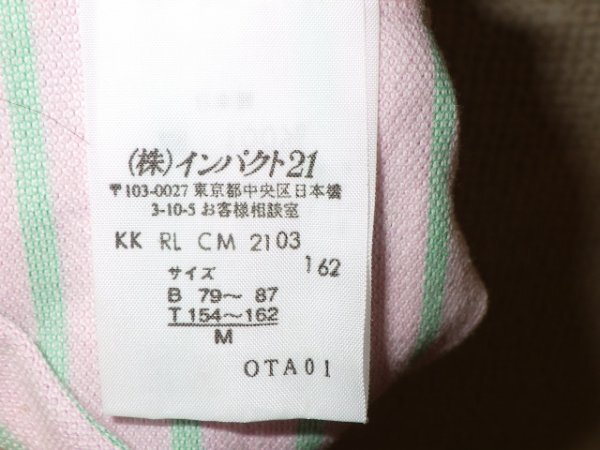 (株)インパクト21
〒103-0027 東京都中央区日本橋
3-10-5 お客様相談室
KK RL CM 2103
162
サイズ
B 79～ 87
T 154～162
M
OTA01